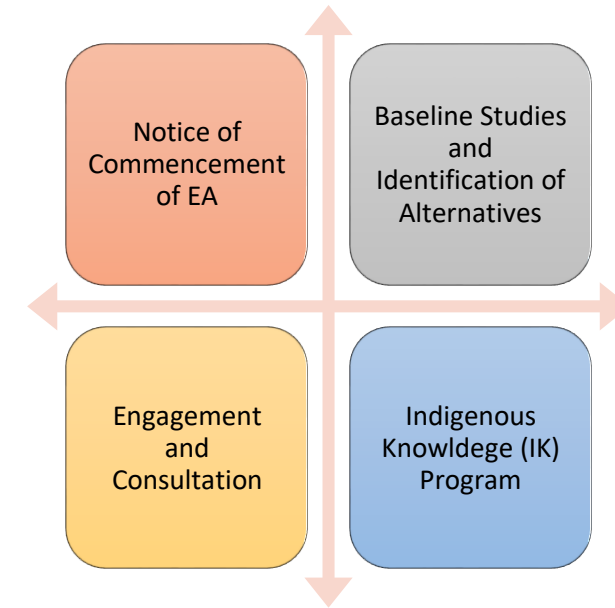 Notice of
Commencement
of EA
Baseline Studies
and
Identification of
Alternatives
Engagement
and
Consultation
Indigenous
Knowldege (IK)
Program